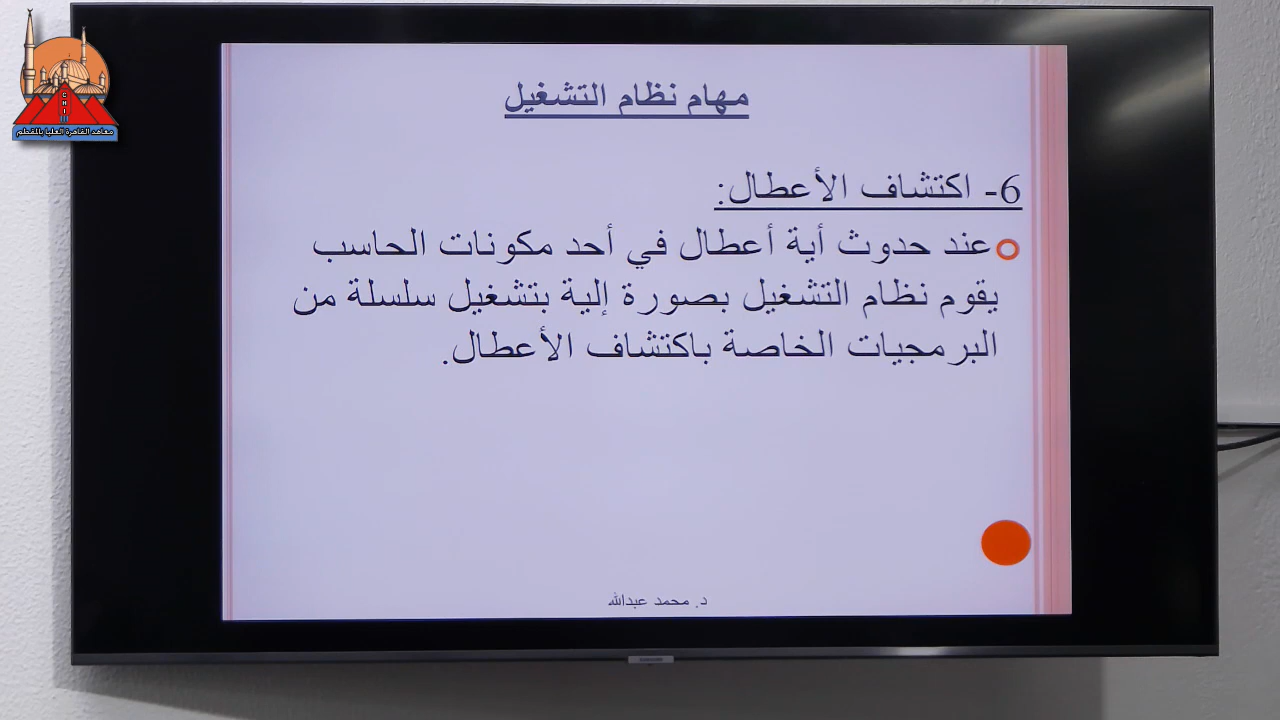 مهام نظام التشغيل
6- اكتشاف الأعطال:
عند حدوث أية أعطال في أحد مكونات الحاسب
يقوم نظام التشغيل بصورة إلية بتشغيل سلسلة من
البرمجيات الخاصة باكتشاف الأعطال.
د. محمد عبدالله
CHI
معاهد القاهرة العليا بالمقطم